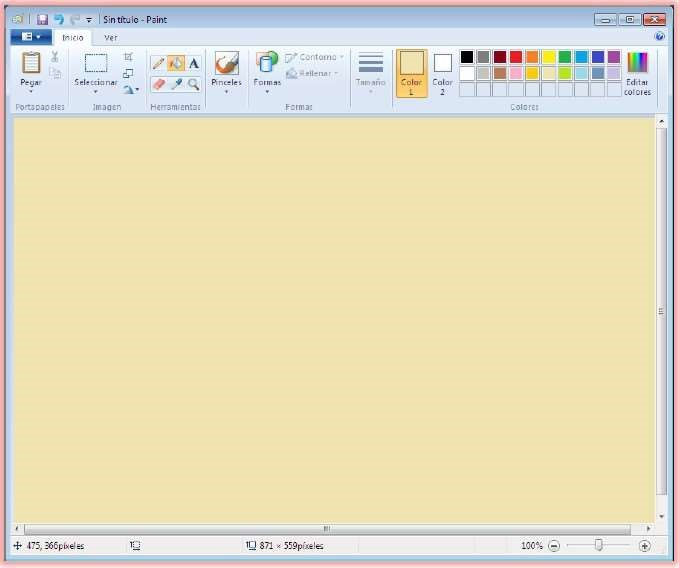 Sin título - Paint
Inicio Ver
Pegar Seleccionar A Pinceles Formas Contorno Rellenar Tamaño Color 1 Color 2 Editar colores
Portapapeles Imagen Herramientas Formas Colores
475, 366píxeles 871 × 559píxeles 100%